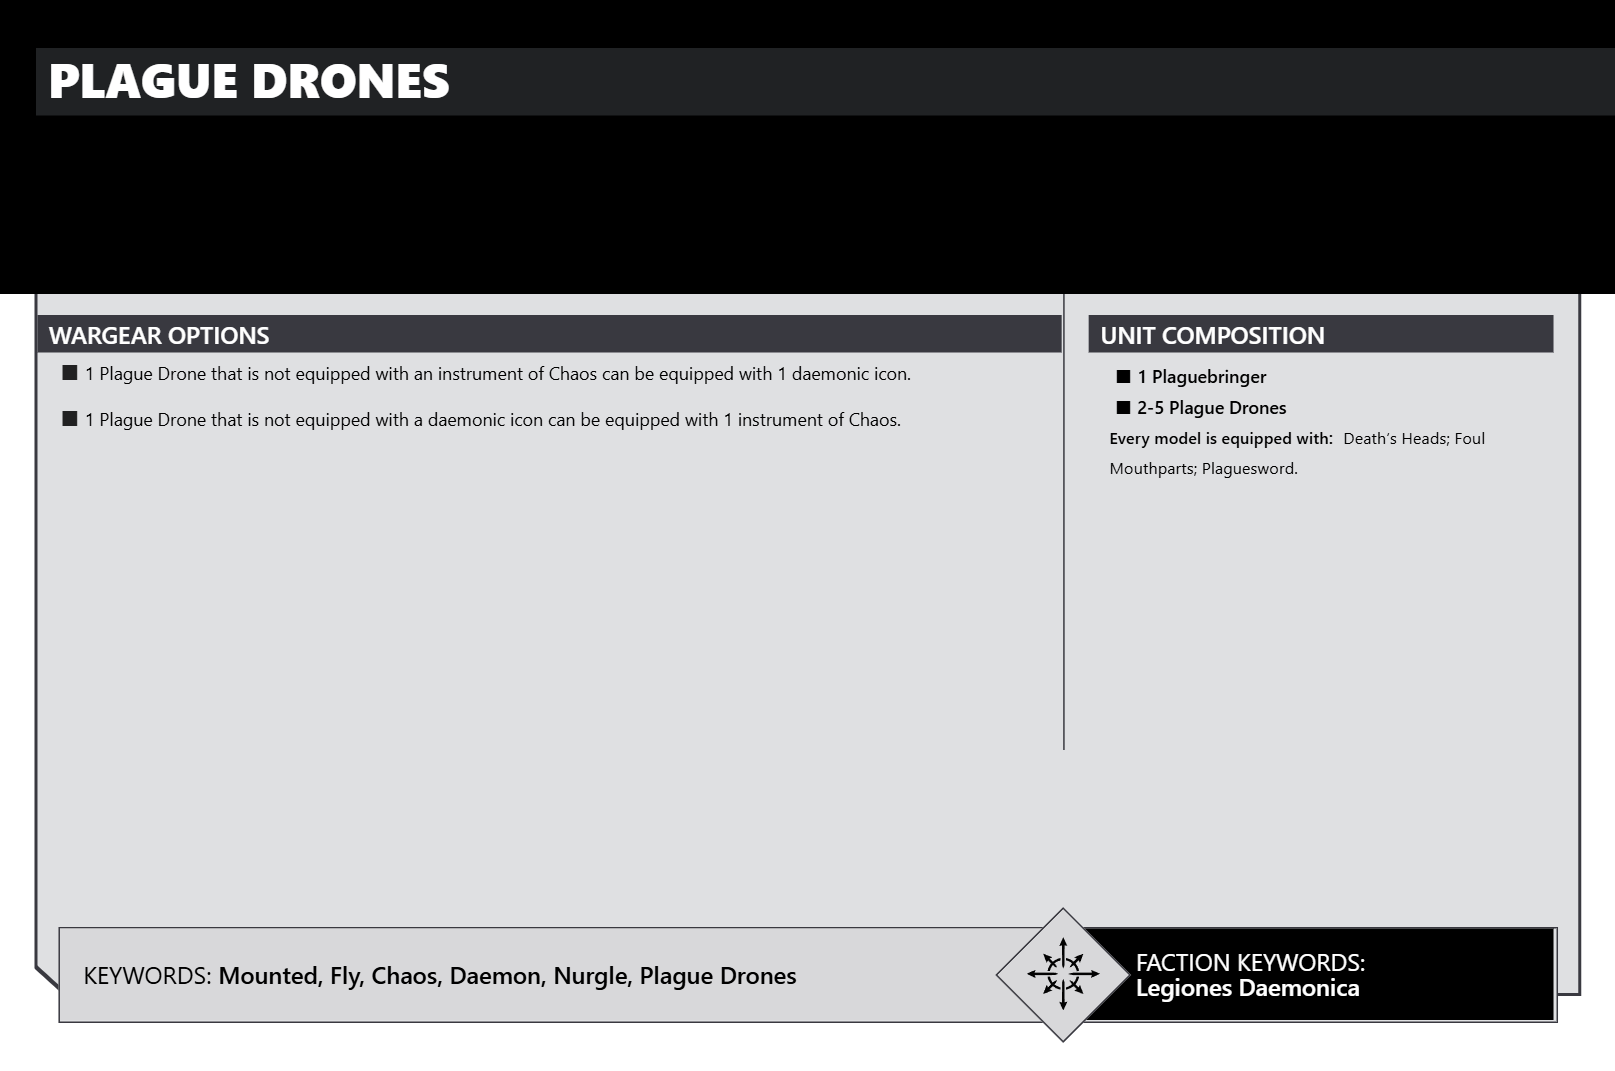 PLAGUE DRONES
WARGEAR OPTIONS
■ 1 Plague Drone that is not equipped with an instrument of Chaos can be equipped with 1 daemonic icon.
■ 1 Plague Drone that is not equipped with a daemonic icon can be equipped with 1 instrument of Chaos.
UNIT COMPOSITION
■ 1 Plaguebringer
■ 2-5 Plague Drones
Every model is equipped with: Death’s Heads; Foul
Mouthparts; Plaguesword.
KEYWORDS: Mounted, Fly, Chaos, Daemon, Nurgle, Plague Drones
FACTION KEYWORDS:
Legiones Daemonica